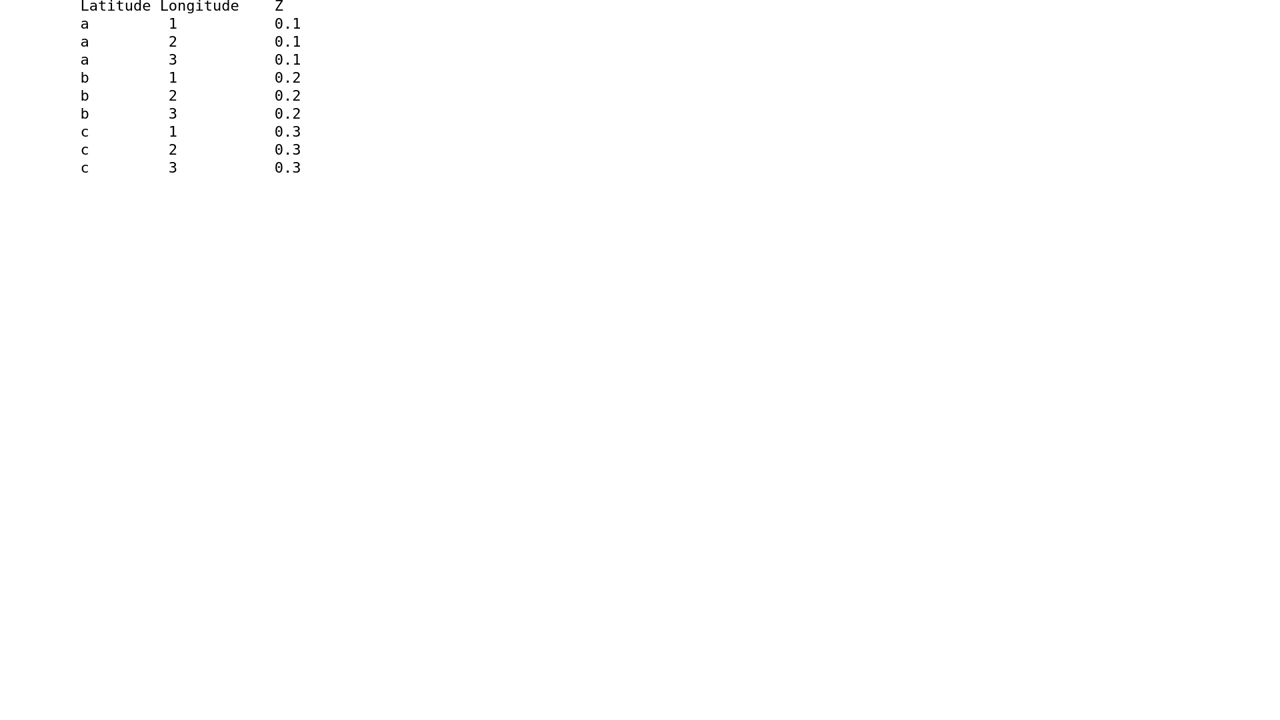 Latitude Longitude    Z
a         1           0.1
a         2           0.1
a         3           0.1
b         1           0.2
b         2           0.2
b         3           0.2
c         1           0.3
c         2           0.3
c         3           0.3